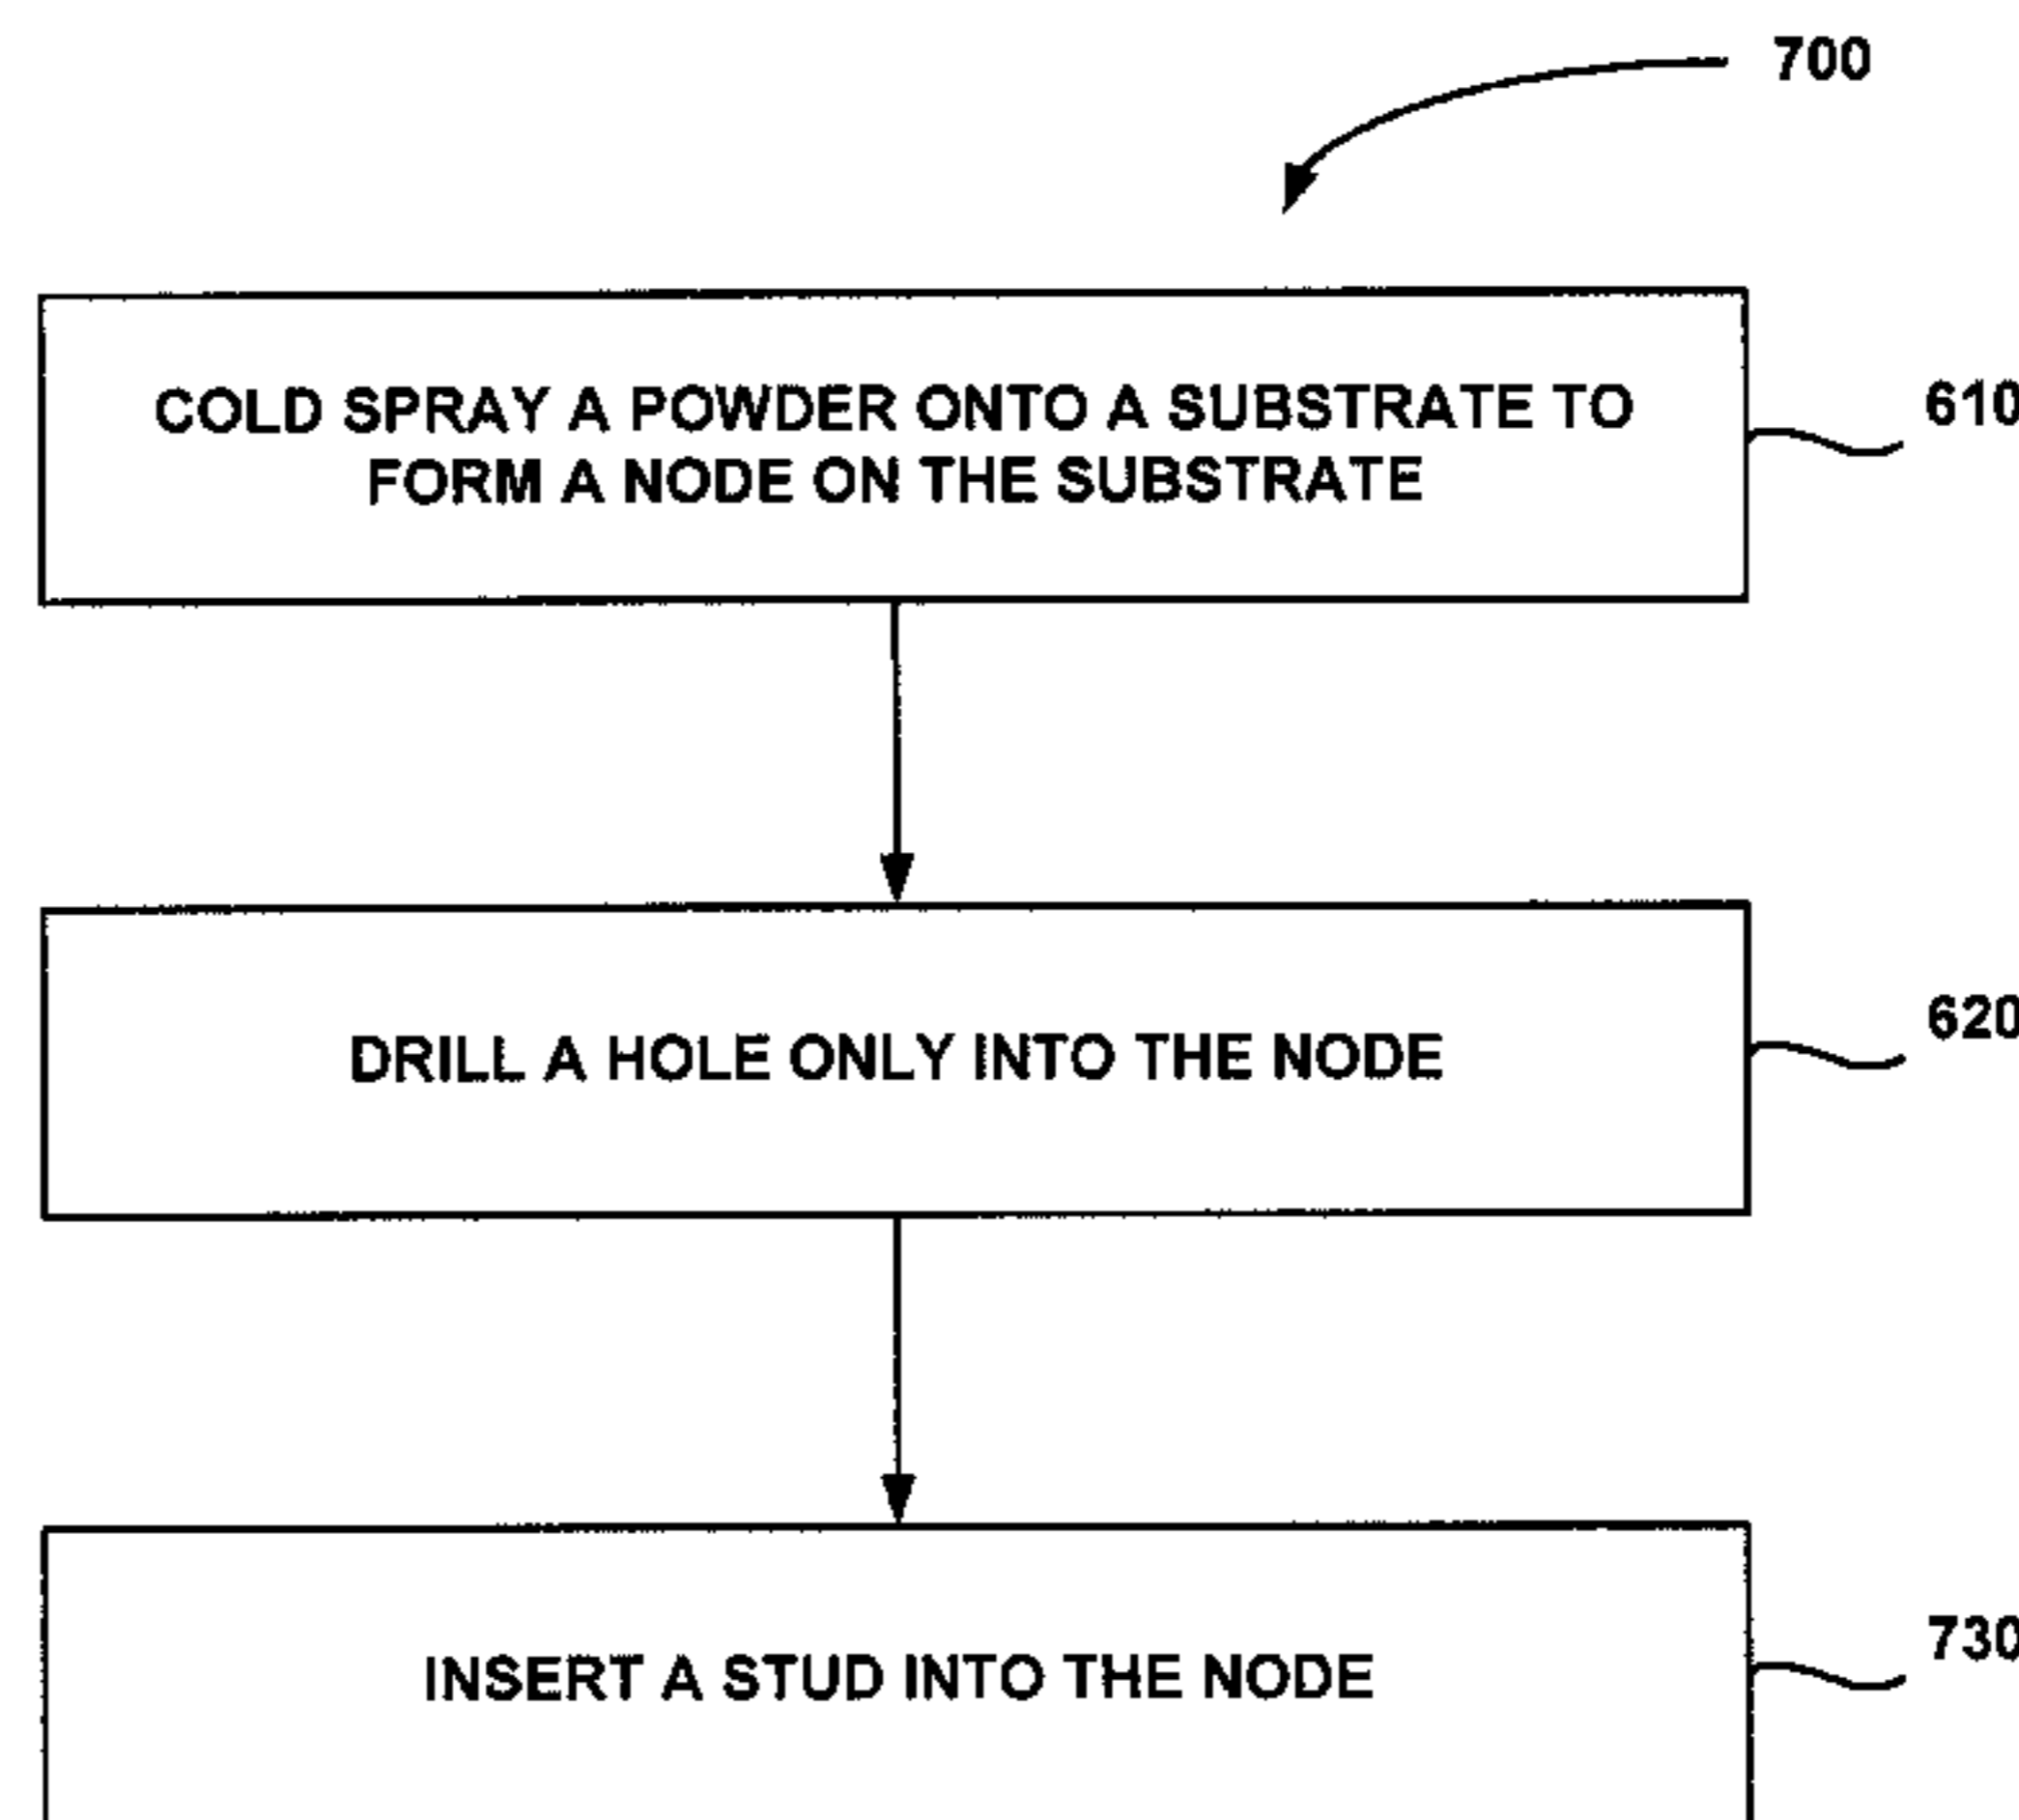 700
COLD SPRAY A POWDER ONTO A SUBSTRATE TO
FORM A NODE ON THE SUBSTRATE
610
DRILL A HOLE ONLY INTO THE NODE
620
INSERT A STUD INTO THE NODE
730